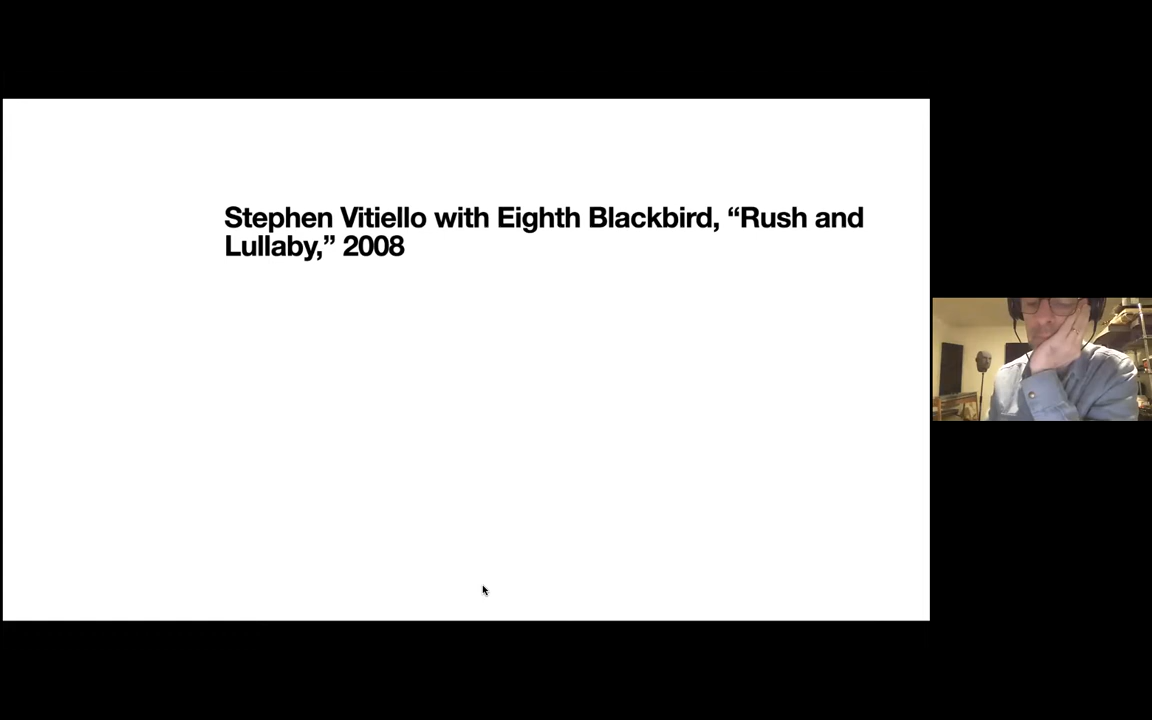 Stephen Vitiello with Eighth Blackbird, “Rush and
Lullaby,” 2008